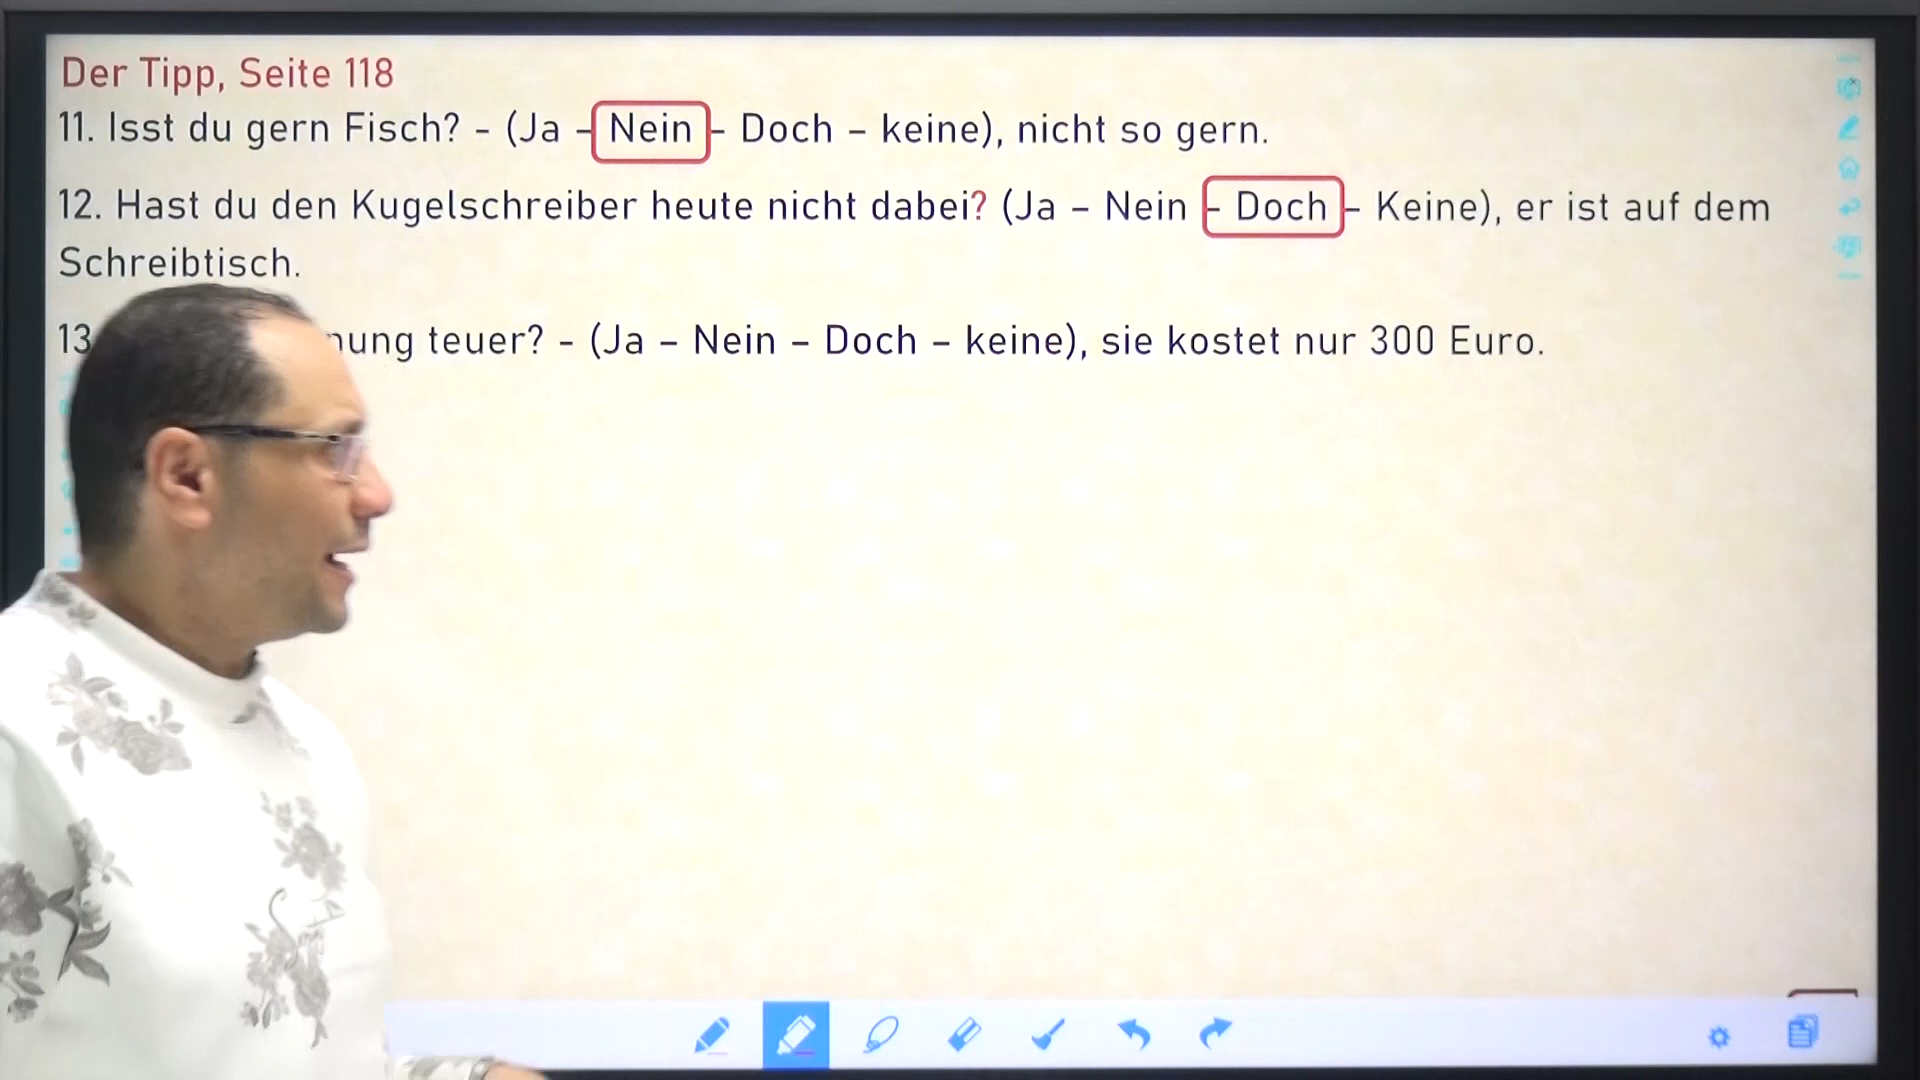 Der Tipp, Seite 118
11. Isst du gern Fisch? - (Ja – Nein – Doch – keine), nicht so gern.
12. Hast du den Kugelschreiber heute nicht dabei? (Ja – Nein – Doch – Keine), er ist auf dem
Schreibtisch.
13 teuer? - (Ja – Nein – Doch – keine), sie kostet nur 300 Euro.